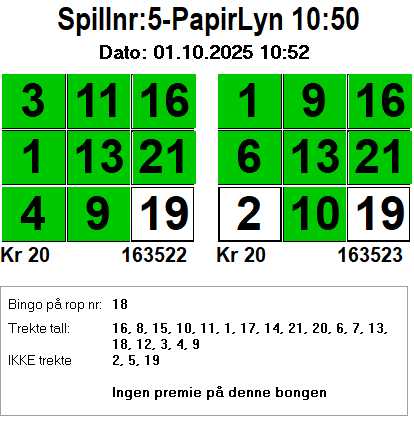 Spillnr:5-PapirLyn 10:50
Dato: 01.10.2025 10:52
3 11 16 1 9 16
1 13 21 6 13 21
4 9 19 2 10 19
Kr 20 163522 Kr 20 163523
Bingo på rop nr: 18
Trekte tall: 16, 8, 15, 10, 11, 1, 17, 14, 21, 20, 6, 7, 13,
18, 12, 3, 4, 9
IKKE trekte 2, 5, 19
Ingen premie på denne bongen